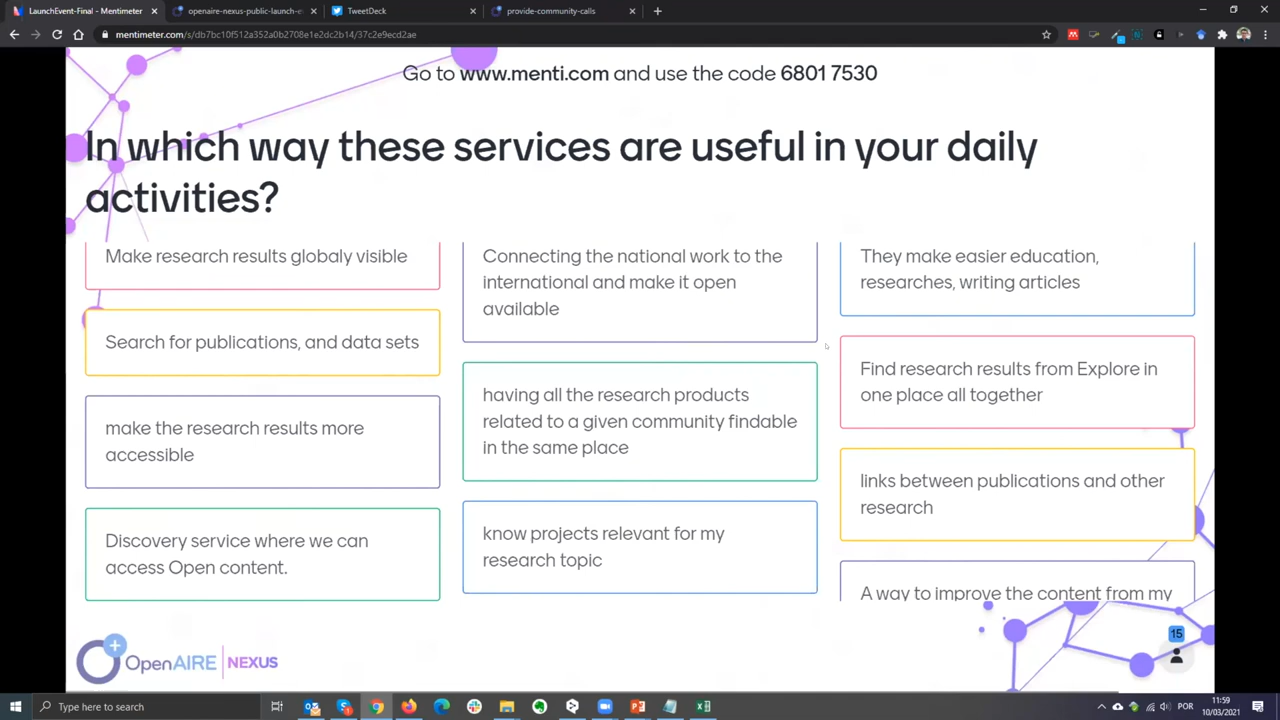 LaunchEvent-Final - Mentimeter
openaire-nexus-public-launch-e
TweetDeck
provide-community-calls
mentimeter.com/s/db7bc10f512a352a0b2708e1e2dc2b14/37c2e9ecd2ae
Go to www.menti.com and use the code 6801 7530
In which way these services are useful in your daily
activities?
Make research results globaly visible
Search for publications, and data sets
make the research results more
accessible
Discovery service where we can
access Open content.
Connecting the national work to the
international and make it open
available
having all the research products
related to a given community findable
in the same place
know projects relevant for my
research topic
They make easier education,
researches, writing articles
Find research results from Explore in
one place all together
links between publications and other
research
A way to improve the content from my
15
OpenAIRE NEXUS
Type here to search
POR
11:59
10/03/2021